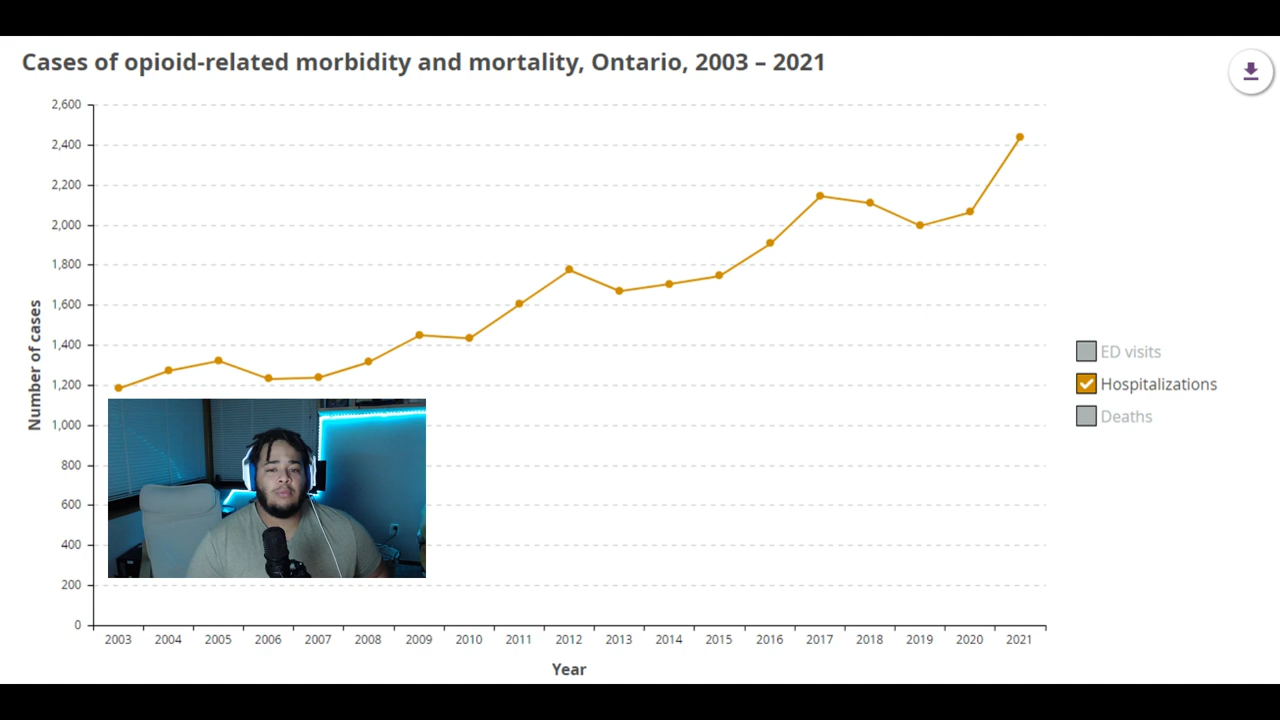 Cases of opioid-related morbidity and mortality, Ontario, 2003 – 2021
2,600
2,400
2,200
2,000
1,800
1,600
1,400
1,200
1,000
800
600
400
200
0
Number of cases
2003 2004 2005 2006 2007 2008 2009 2010 2011 2012 2013 2014 2015 2016 2017 2018 2019 2020 2021
Year
ED visits
Hospitalizations
Deaths